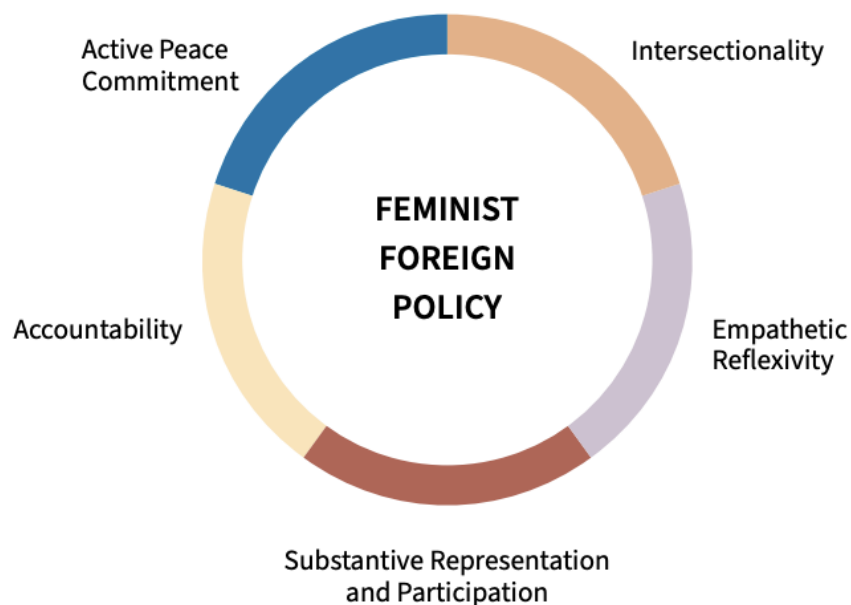 Active Peace
Commitment
Intersectionality
FEMINIST
FOREIGN
POLICY
Accountability
Empathetic
Reflexivity
Substantive Representation
and Participation